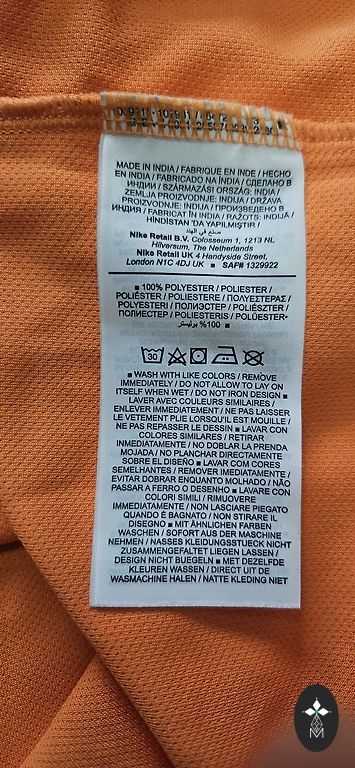 MADE IN INDIA / FABRIQUE EN INDE / HECHO
EN INDIA / FABRICADO NA ÍNDIA / СДЕЛАНО В
ИНДИИ / SZÁRMAZÁSI ORSZÁG: INDIA /
ZEMLJA PROIZVODNJE: INDIJA / DRŽAVA
PROIZVODNJE: INDIJA / ПРОИЗВЕДЕНО В
ИНДИЯ / FABRICAT ÎN INDIA / RAŽOTS: INDIJĀ /
HİNDİSTAN 'DA YAPILMIŞTIR /
صنع في الهند
Nike Retail B.V. Colosseum 1, 1213 NL
Hilversum, The Netherlands
Nike Retail UK 4 Handyside Street,
London N1C 4DJ UK ■ SAF# 1329922
■ 100% POLYESTER / POLIESTER /
POLIÉSTER / POLIESTERE / ΠΟΛΥΕΣΤΕΡΑΣ /
POLYESTERI / ПОЛИЭСТЕР / POLIÉSZTER /
ПОЛИЕСТЕР / POLIESTERIS / POLÜESTER■
■ %100 بوليستر
30
■ WASH WITH LIKE COLORS / REMOVE
IMMEDIATELY / DO NOT ALLOW TO LAY ON
ITSELF WHEN WET / DO NOT IRON DESIGN ■
LAVER AVEC COULEURS SIMILAIRES /
ENLEVER IMMEDIATEMENT / NE PAS LAISSER
LE VETEMENT PLIE LORSQU'IL EST MOUILLE /
NE PAS REPASSER LE DESSIN ■ LAVAR CON
COLORES SIMILARES / RETIRAR
INMEDIATAMENTE / NO DOBLAR LA PRENDA
MOJADA / NO PLANCHAR DIRECTAMENTE
SOBRE EL DISEÑO ■ LAVAR COM CORES
SEMELHANTES / REMOVER IMEDIATAMENTE /
EVITAR DOBRAR ENQUANTO MOLHADO / NÃO
PASSAR A FERRO O DESENHO ■ LAVARE CON
COLORI SIMILI / RIMUOVERE
IMMEDIATAMENTE / NON LASCIARE PIEGATO
QUANDO È BAGNATO / NON STIRARE IL
DISEGNO ■ MIT ÄHNLICHEN FARBEN
WASCHEN / SOFORT AUS DER MASCHINE
NEHMEN / NASSES KLEIDUNGSSTUECK NICHT
ZUSAMMENGEFALTET LIEGEN LASSEN /
DESIGN NICHT BUEGELN ■ MET DEZELFDE
KLEUREN WASSEN / DIRECT UIT DE
WASMACHINE HALEN / NATTE KLEDING NIET
M